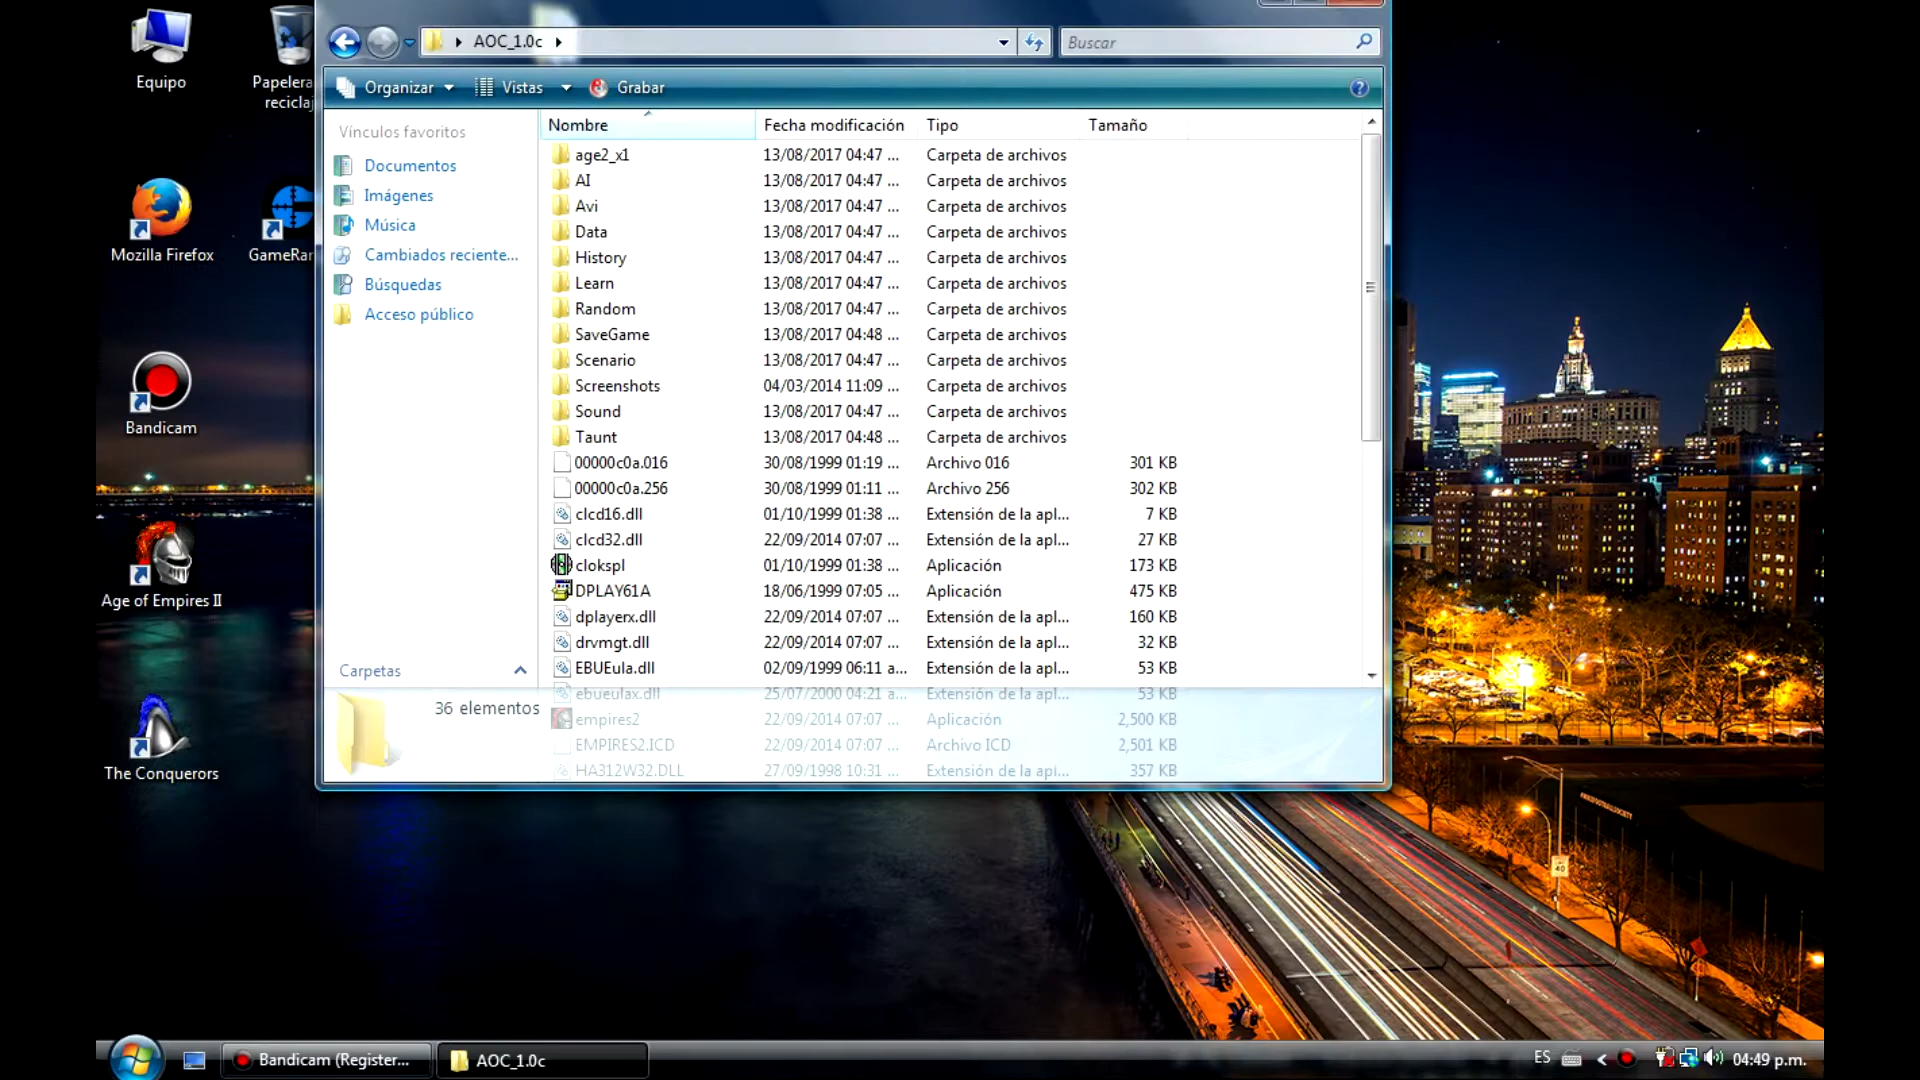 Equipo
Papelera
reciclaj
Mozilla Firefox
GameRan
Bandicam
Age of Empires II
The Conquerors
AOC_1.0c
Buscar
Organizar
Vistas
Grabar
Vínculos favoritos
Documentos
Imágenes
Música
Cambiados reciente...
Búsquedas
Acceso público
Carpetas
Nombre Fecha modificación Tipo Tamaño
age2_x1 13/08/2017 04:47 ... Carpeta de archivos
AI 13/08/2017 04:47 ... Carpeta de archivos
Avi 13/08/2017 04:47 ... Carpeta de archivos
Data 13/08/2017 04:47 ... Carpeta de archivos
History 13/08/2017 04:47 ... Carpeta de archivos
Learn 13/08/2017 04:47 ... Carpeta de archivos
Random 13/08/2017 04:47 ... Carpeta de archivos
SaveGame 13/08/2017 04:48 ... Carpeta de archivos
Scenario 13/08/2017 04:47 ... Carpeta de archivos
Screenshots 04/03/2014 11:09 ... Carpeta de archivos
Sound 13/08/2017 04:47 ... Carpeta de archivos
Taunt 13/08/2017 04:48 ... Carpeta de archivos
00000c0a.016 30/08/1999 01:19 ... Archivo 016 301 KB
00000c0a.256 30/08/1999 01:11 ... Archivo 256 302 KB
clcd16.dll 01/10/1999 01:38 ... Extensión de la apl... 7 KB
clcd32.dll 22/09/2014 07:07 ... Extensión de la apl... 27 KB
clokspl 01/10/1999 01:38 ... Aplicación 173 KB
DPLAY61A 18/06/1999 07:05 ... Aplicación 475 KB
dplayerx.dll 22/09/2014 07:07 ... Extensión de la apl... 160 KB
drvmgt.dll 22/09/2014 07:07 ... Extensión de la apl... 32 KB
EBUEula.dll 02/09/1999 06:11 a... Extensión de la apl... 53 KB
ebueulax.dll 25/07/2000 04:21 a... Extensión de la apl... 53 KB
empires2 22/09/2014 07:07 ... Aplicación 2,500 KB
EMPIRES2.ICD 22/09/2014 07:07 ... Archivo ICD 2,501 KB
HA312W32.DLL 27/09/1998 10:31 ... Extensión de la apl... 357 KB
36 elementos
40
Bandicam (Register...
AOC_1.0c
ES
04:49 p.m.